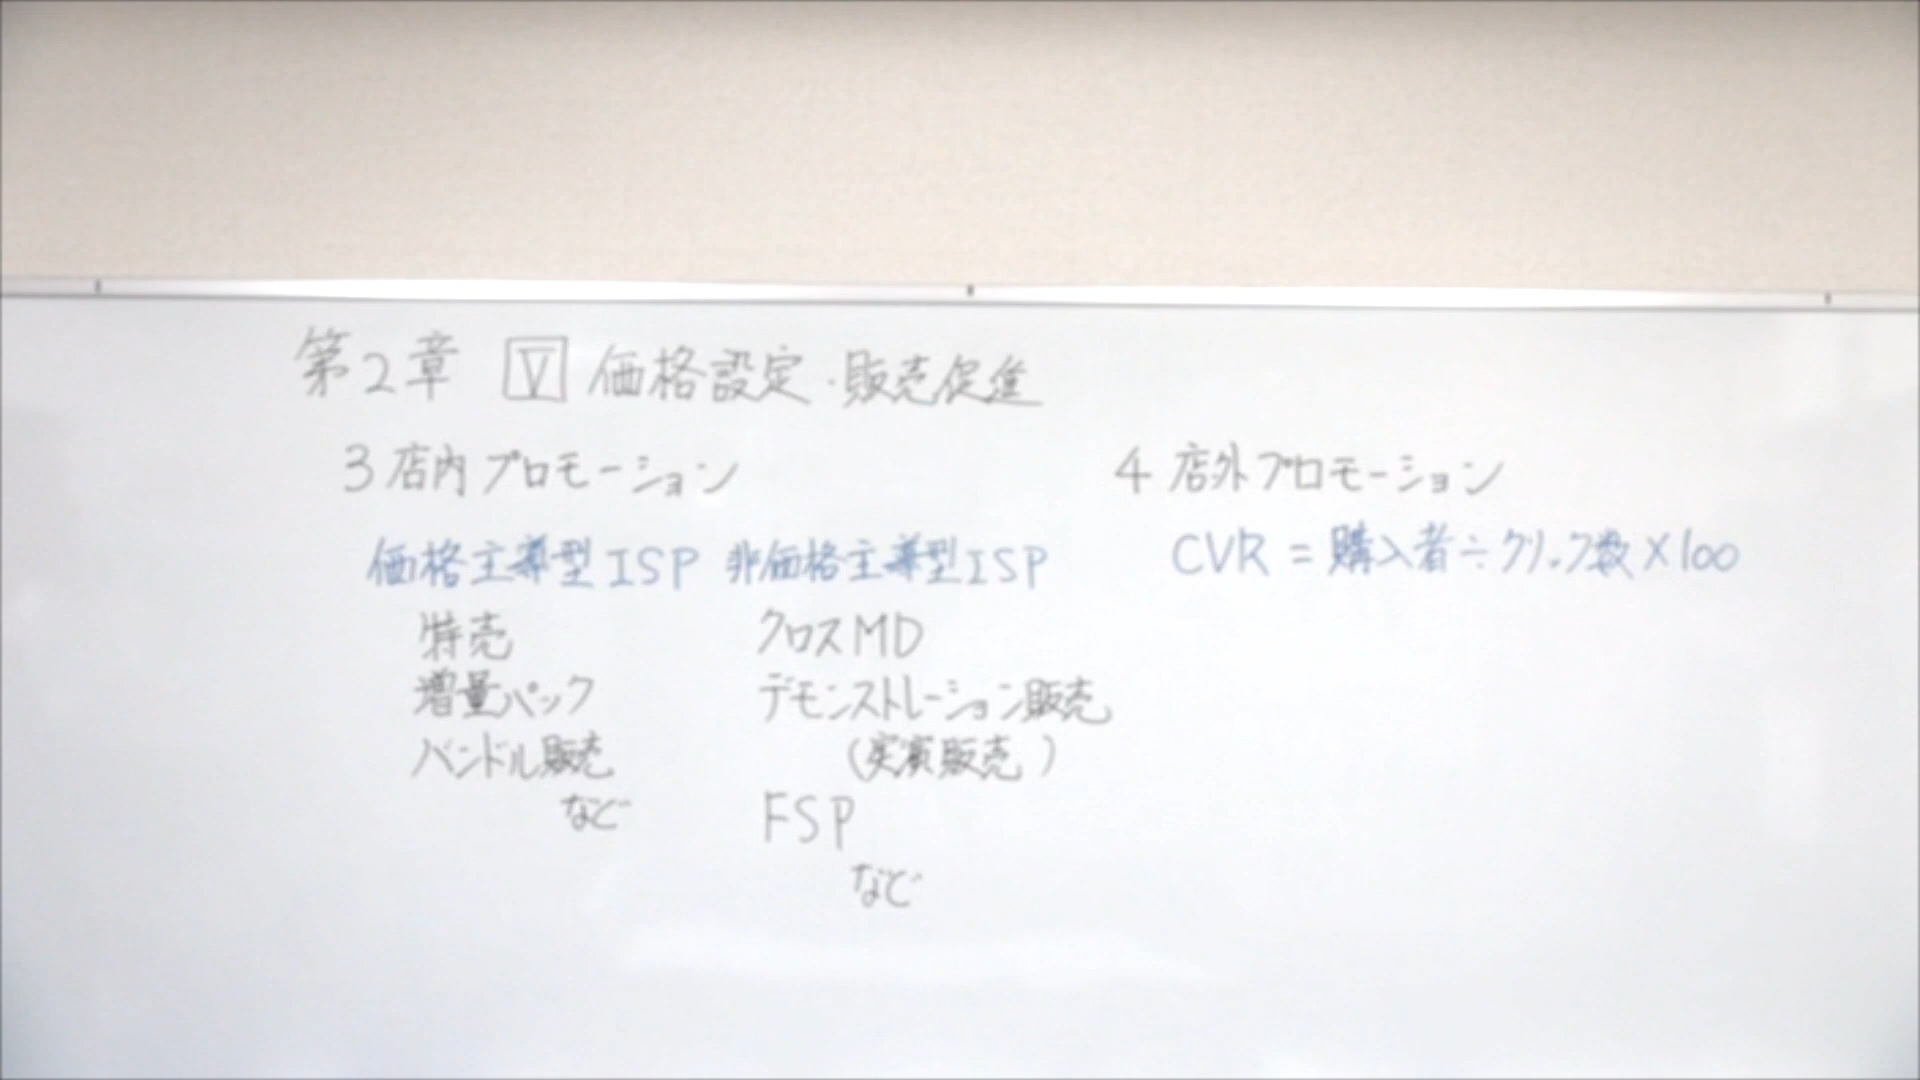 第2章 Ⅴ 価格設定・販売促進
3 店内プロモーション
価格主導型ISP 非価格主導型ISP
特売 クロスMD
増量パック デモンストレーション販売
バンドル販売 (実演販売)
など FSP
など
4 店外プロモーション
CVR = 購入者÷クリック数×100